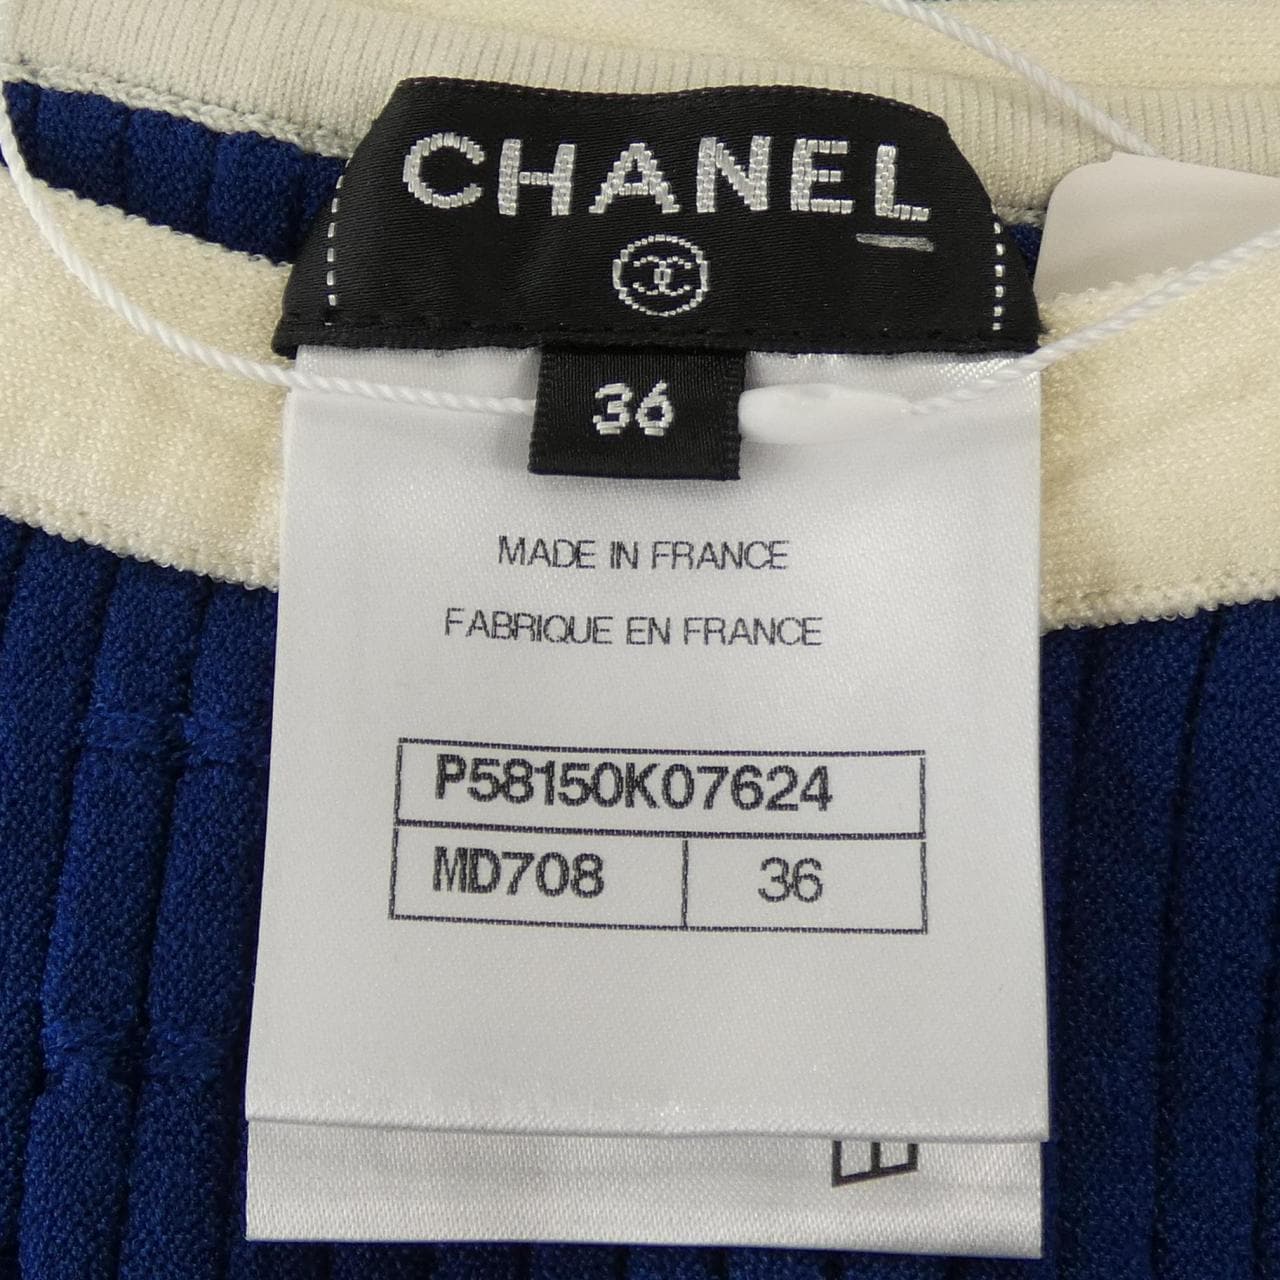 CHANEL
36
MADE IN FRANCE
FABRIQUE EN FRANCE
P58150K07624
MD708 36